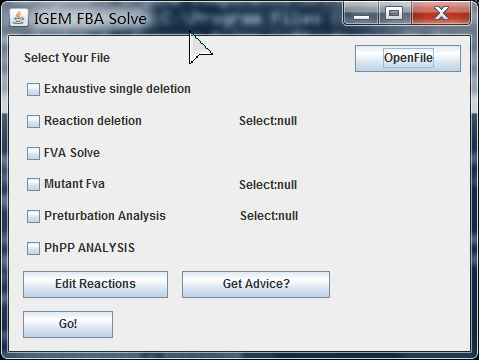 IGEM FBA Solve
Select Your File OpenFile
Exhaustive single deletion
Reaction deletion Select:null
FVA Solve
Mutant Fva Select:null
Preturbation Analysis Select:null
PhPP ANALYSIS
Edit Reactions Get Advice?
Go!